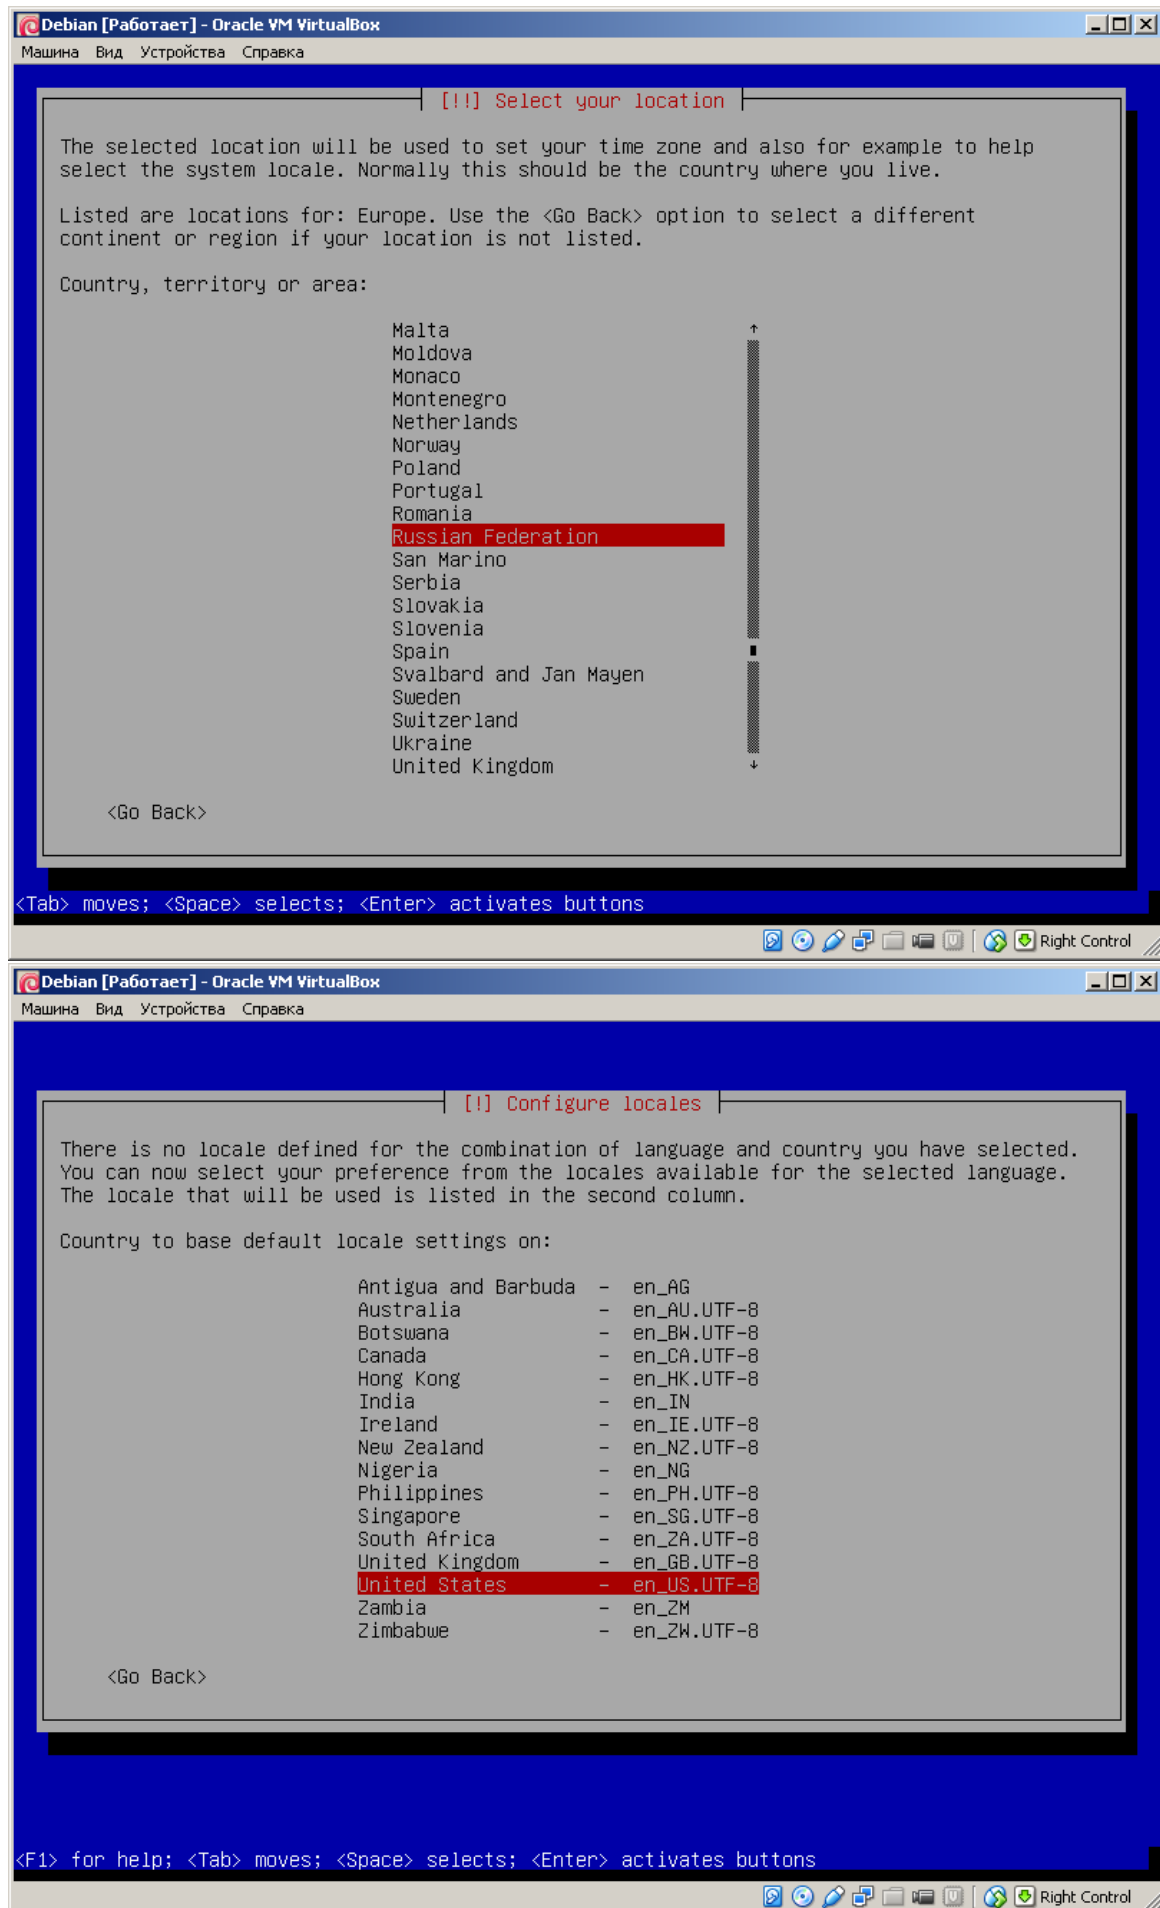 Debian [Работает] - Oracle VM VirtualBox
Машина Вид Устройства Справка
[!!] Select your location
The selected location will be used to set your time zone and also for example to help
select the system locale. Normally this should be the country where you live.
Listed are locations for: Europe. Use the <Go Back> option to select a different
continent or region if your location is not listed.
Country, territory or area:
Malta
Moldova
Monaco
Montenegro
Netherlands
Norway
Poland
Portugal
Romania
Russian Federation
San Marino
Serbia
Slovakia
Slovenia
Spain
Svalbard and Jan Mayen
Sweden
Switzerland
Ukraine
United Kingdom
<Go Back>
<Tab> moves; <Space> selects; <Enter> activates buttons
Right Control
Debian [Работает] - Oracle VM VirtualBox
Машина Вид Устройства Справка
[!] Configure locales
There is no locale defined for the combination of language and country you have selected.
You can now select your preference from the locales available for the selected language.
The locale that will be used is listed in the second column.
Country to base default locale settings on:
Antigua and Barbuda - en_AG
Australia - en_AU.UTF-8
Botswana - en_BW.UTF-8
Canada - en_CA.UTF-8
Hong Kong - en_HK.UTF-8
India - en_IN
Ireland - en_IE.UTF-8
New Zealand - en_NZ.UTF-8
Nigeria - en_NG
Philippines - en_PH.UTF-8
Singapore - en_SG.UTF-8
South Africa - en_ZA.UTF-8
United Kingdom - en_GB.UTF-8
United States - en_US.UTF-8
Zambia - en_ZM
Zimbabwe - en_ZW.UTF-8
<Go Back>
<F1> for help; <Tab> moves; <Space> selects; <Enter> activates buttons
Right Control